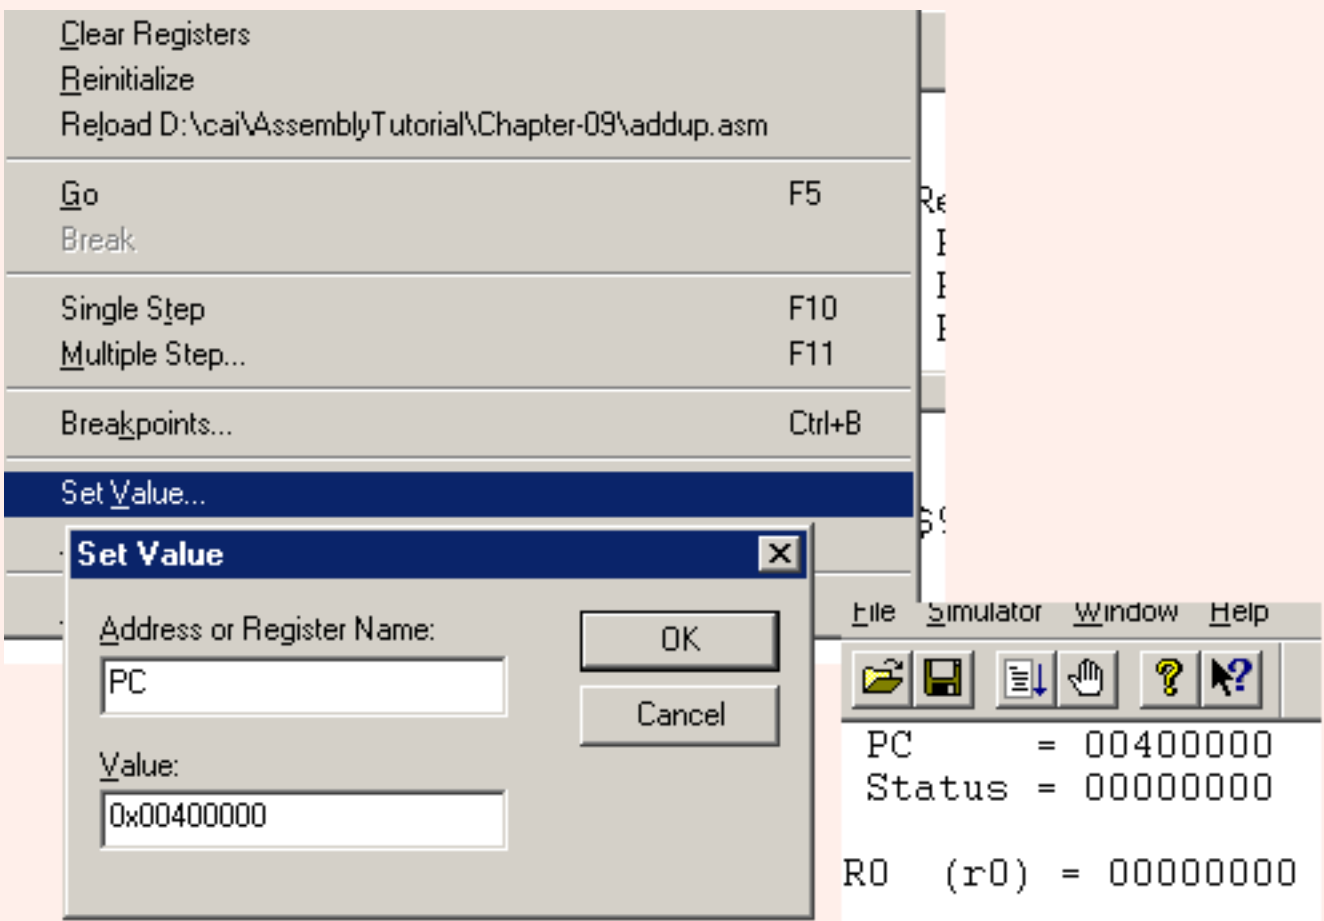 Clear Registers
Reinitialize
Reload D:\cai\AssemblyTutorial\Chapter-09\addup.asm
Go F5
Break
Single Step F10
Multiple Step... F11
Breakpoints... Ctrl+B
Set Value...
Set Value
Address or Register Name:
PC
Value:
0x00400000
OK
Cancel
File Simulator Window Help
PC = 00400000
Status = 00000000
R0 (r0) = 00000000